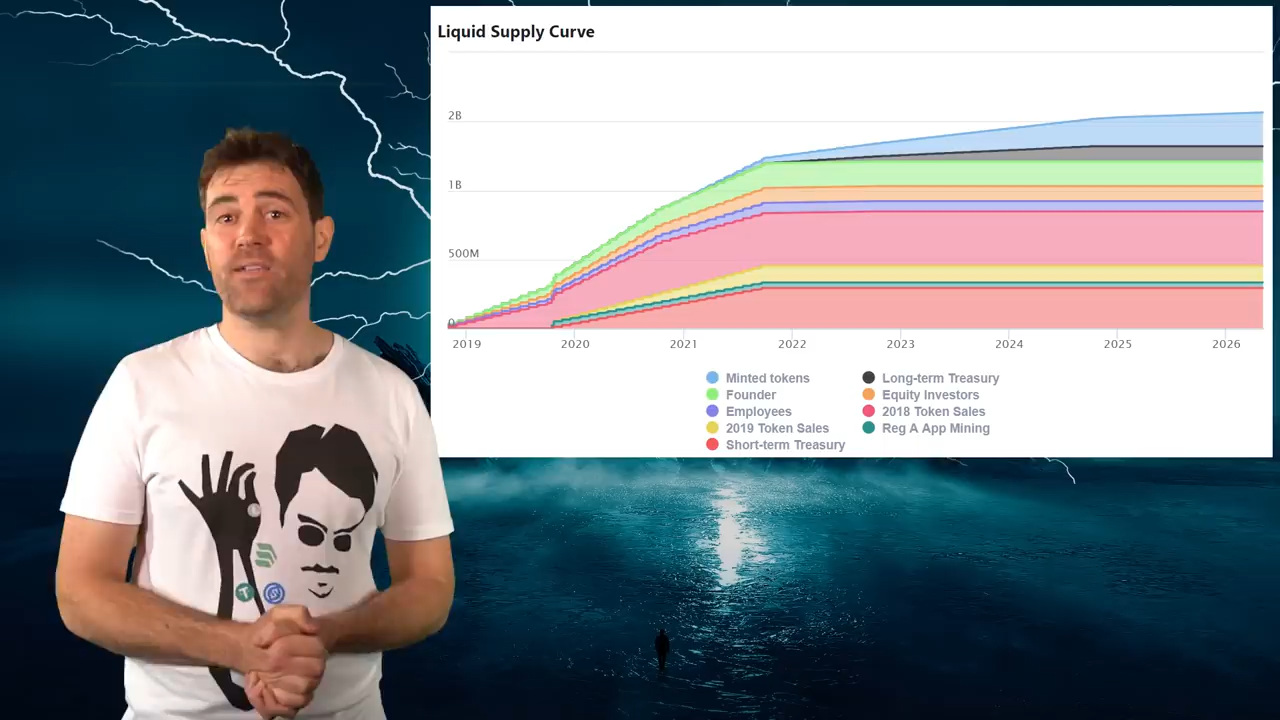 Liquid Supply Curve
2B
1B
500M
0
2019 2020 2021 2022 2023 2024 2025 2026
Minted tokens Long-term Treasury
Founder Equity Investors
Employees 2018 Token Sales
2019 Token Sales Reg A App Mining
Short-term Treasury